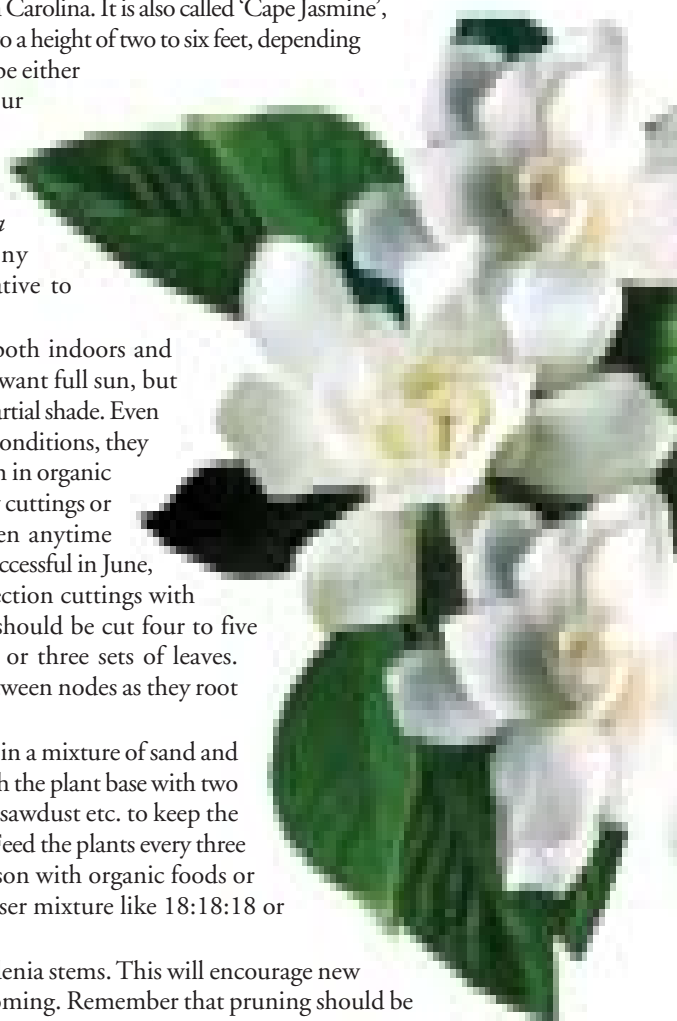 Carolina. It is also called ‘Cape Jasmine’,
a height of two to six feet, depending
be either
ny
ative to
both indoors and
want full sun, but
artial shade. Even
onditions, they
in organic
cuttings or
en anytime
ccessful in June,
ection cuttings with
should be cut four to five
or three sets of leaves.
ween nodes as they root
in a mixture of sand and
the plant base with two
sawdust etc. to keep the
Feed the plants every three
son with organic foods or
ser mixture like 18:18:18 or
enia stems. This will encourage new
oming. Remember that pruning should be